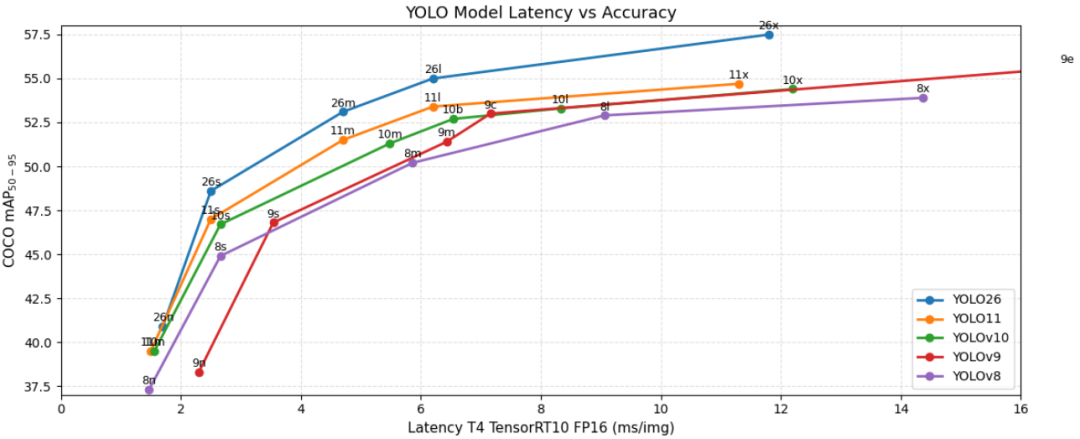 YOLO Model Latency vs Accuracy
57.5
55.0
52.5
50.0
47.5
45.0
42.5
40.0
37.5
COCO mAP50−95
26x
9e
26l
11x
10x
8x
11l
26m
10b
9c
10l
8l
11m
10m
9m
8m
26s
11s
10s
9s
8s
26n
11n
10n
9n
8n
YOLO26
YOLO11
YOLOv10
YOLOv9
YOLOv8
0 2 4 6 8 10 12 14 16
Latency T4 TensorRT10 FP16 (ms/img)